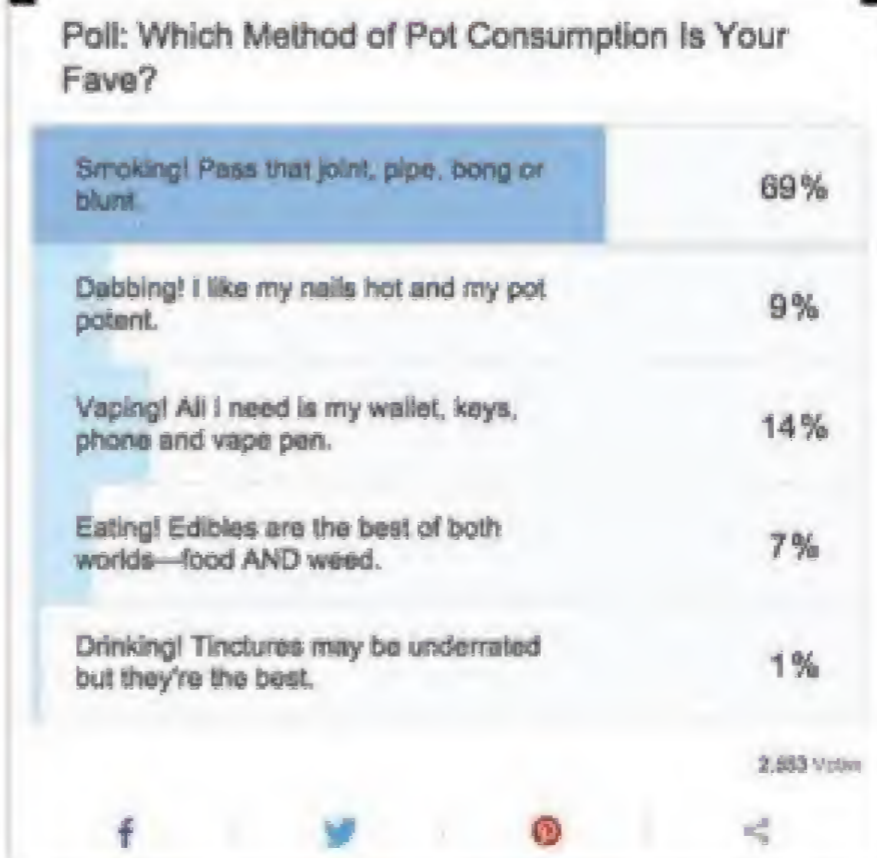 Poll: Which Method of Pot Consumption Is Your
Fave?
Smoking! Pass that joint, pipe, bong or
blunt.
69%
Dabbing! I like my nails hot and my pot
potent.
9%
Vaping! All I need is my wallet, keys,
phone and vape pen.
14%
Eating! Edibles are the best of both
worlds—food AND weed.
7%
Drinking! Tinctures may be underrated
but they're the best.
1%
Votes